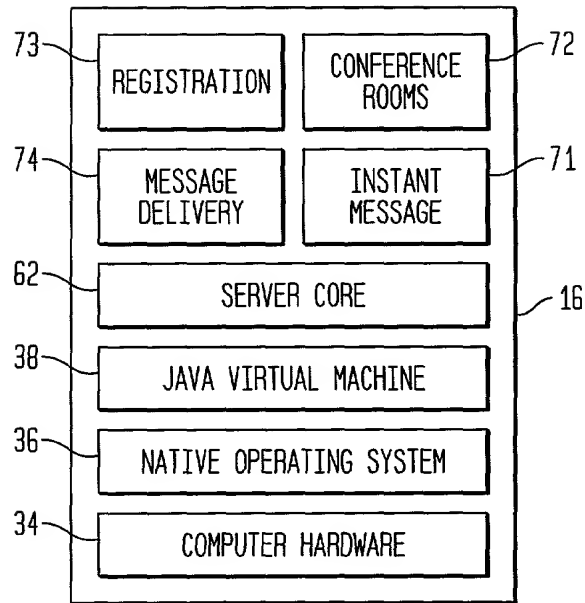 73
REGISTRATION
CONFERENCE
ROOMS
72
74
MESSAGE
DELIVERY
INSTANT
MESSAGE
71
62
SERVER CORE
16
38
JAVA VIRTUAL MACHINE
36
NATIVE OPERATING SYSTEM
34
COMPUTER HARDWARE